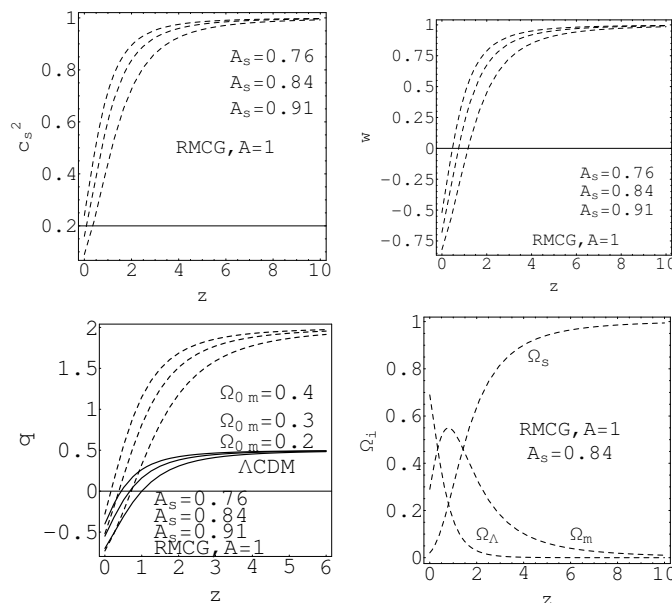 1
0.8
0.6
0.4
0.2
c_s^2
A_s=0.76
A_s=0.84
A_s=0.91
RMCG,A=1
0 2 4 6 8 10
z
1
0.75
0.5
0.25
0
−0.25
−0.5
−0.75
w
A_s=0.76
A_s=0.84
A_s=0.91
RMCG,A=1
0 2 4 6 8 10
z
2
1.5
1
0.5
0
−0.5
q
Ω_{0m}=0.4
Ω_{0m}=0.3
Ω_{0m}=0.2
ΛCDM
A_s=0.76
A_s=0.84
A_s=0.91
RMCG,A=1
0 1 2 3 4 5 6
z
1
0.8
0.6
0.4
0.2
0
Ω_i
Ω_s
RMCG,A=1
A_s=0.84
Ω_Λ
Ω_m
0 2 4 6 8 10
z